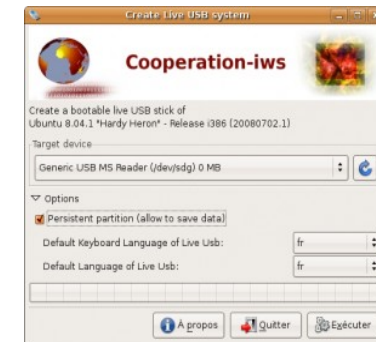 Create Live USB system
Cooperation-iws
Create a bootable live USB stick of
Ubuntu 8.04.1 "Hardy Heron" - Release i386 (20080702.1)
Target device
Generic USB MS Reader (/dev/sdg) 0 MB
Options
Persistent partition (allow to save data)
Default Keyboard Language of Live Usb: fr
Default Language of Live Usb: fr
À propos Quitter Exécuter